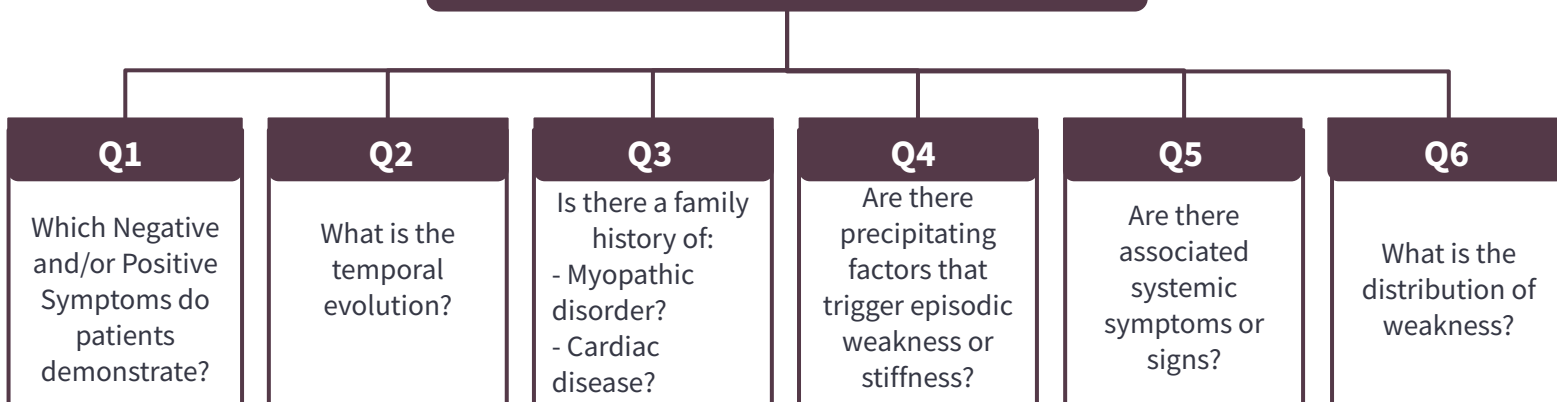 Q1
Which Negative
and/or Positive
Symptoms do
patients
demonstrate?
Q2
What is the
temporal
evolution?
Q3
Is there a family
history of:
- Myopathic
disorder?
- Cardiac
disease?
Q4
Are there
precipitating
factors that
trigger episodic
weakness or
stiffness?
Q5
Are there
associated
systemic
symptoms or
signs?
Q6
What is the
distribution of
weakness?